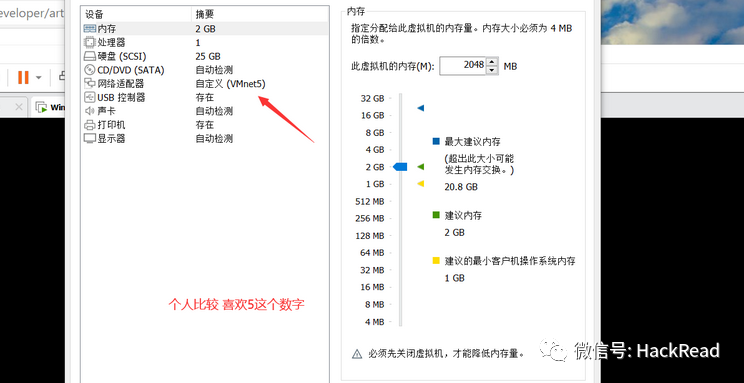 eveloper/art
Win
设备 摘要
内存 2 GB
处理器 1
硬盘 (SCSI) 25 GB
CD/DVD (SATA) 自动检测
网络适配器 自定义 (VMnet5)
USB 控制器 存在
声卡 自动检测
打印机 存在
显示器 自动检测
个人比较 喜欢5这个数字
内存
指定分配给此虚拟机的内存量。内存大小必须为 4 MB
的倍数。
此虚拟机的内存(M): 2048 MB
32 GB
16 GB
8 GB
4 GB
2 GB
1 GB
512 MB
256 MB
128 MB
64 MB
32 MB
16 MB
8 MB
4 MB
最大建议内存
(超出此大小可能
发生内存交换。)
20.8 GB
建议内存
2 GB
建议的最小客户机操作系统内存
1 GB
必须先关闭虚拟机，才能降低内存量。
微信号: HackRead